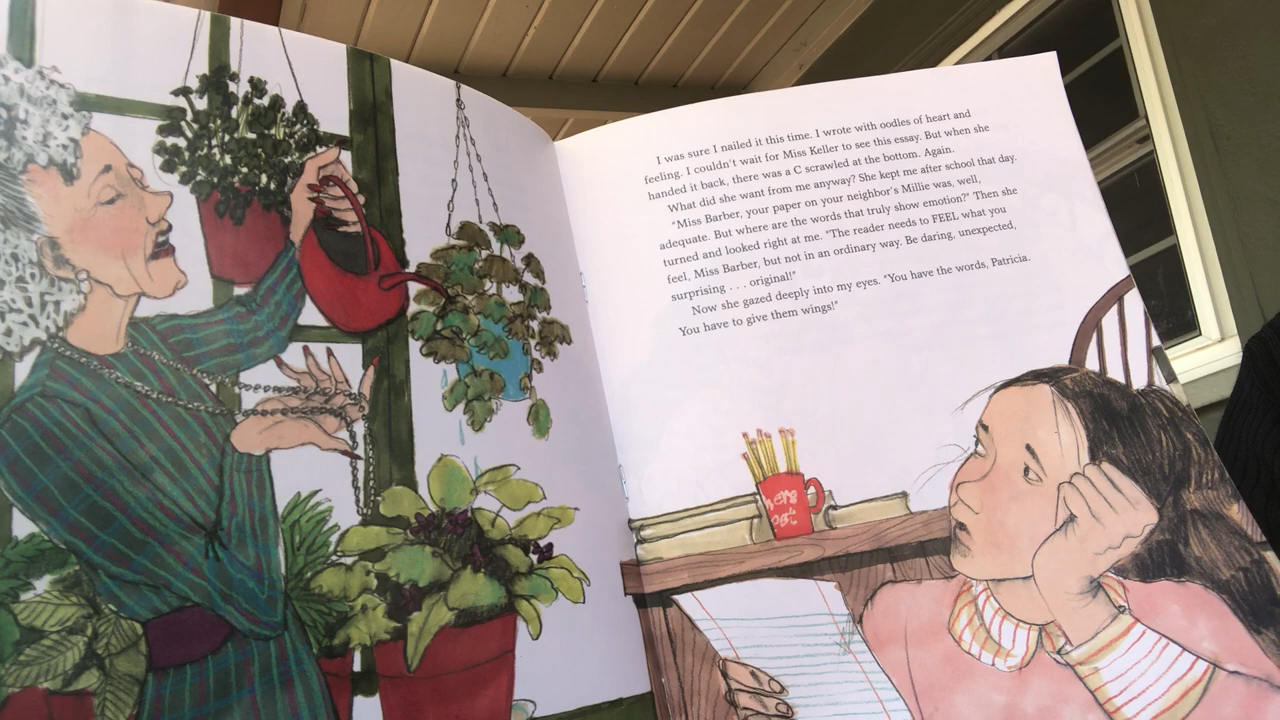 I was sure I nailed it this time. I wrote with oodles of heart and
feeling. I couldn't wait for Miss Keller to see this essay. But when she
handed it back, there was a C scrawled at the bottom. Again.
What did she want from me anyway? She kept me after school that day.
"Miss Barber, your paper on your neighbor's Millie was, well,
adequate. But where are the words that truly show emotion?" Then she
turned and looked right at me. "The reader needs to FEEL what you
feel, Miss Barber, but not in an ordinary way. Be daring, unexpected,
surprising . . . original!"
Now she gazed deeply into my eyes. "You have the words, Patricia.
You have to give them wings!"